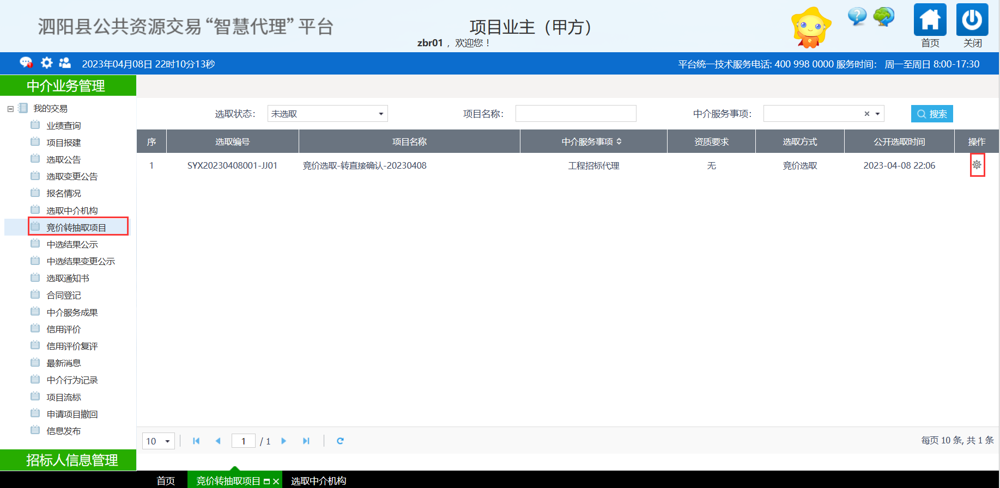 泗阳县公共资源交易“智慧代理”平台
项目业主（甲方）
zbr01，欢迎您！
首页
关闭
2023年04月08日 22时10分13秒
平台统一技术服务电话: 400 998 0000 服务时间： 周一至周日 8:00-17:30
中介业务管理
我的交易
业绩查询
项目报建
选取公告
选取变更公告
报名情况
选取中介机构
竞价转抽取项目
中选结果公示
中选结果变更公示
选取通知书
合同登记
中介服务成果
信用评价
信用评价复评
最新消息
中介行为记录
项目流标
申请项目撤回
信息发布
招标人信息管理
选取状态： 未选取 项目名称： 中介服务事项： 搜索
序 选取编号 项目名称 中介服务事项 资质要求 选取方式 公开选取时间 操作
1 SYX20230408001-JJ01 竞价选取-转直接确认-20230408 工程招标代理 无 竞价选取 2023-04-08 22:06
10 1 / 1 每页 10 条, 共 1 条
首页 竞价转抽取项目 选取中介机构